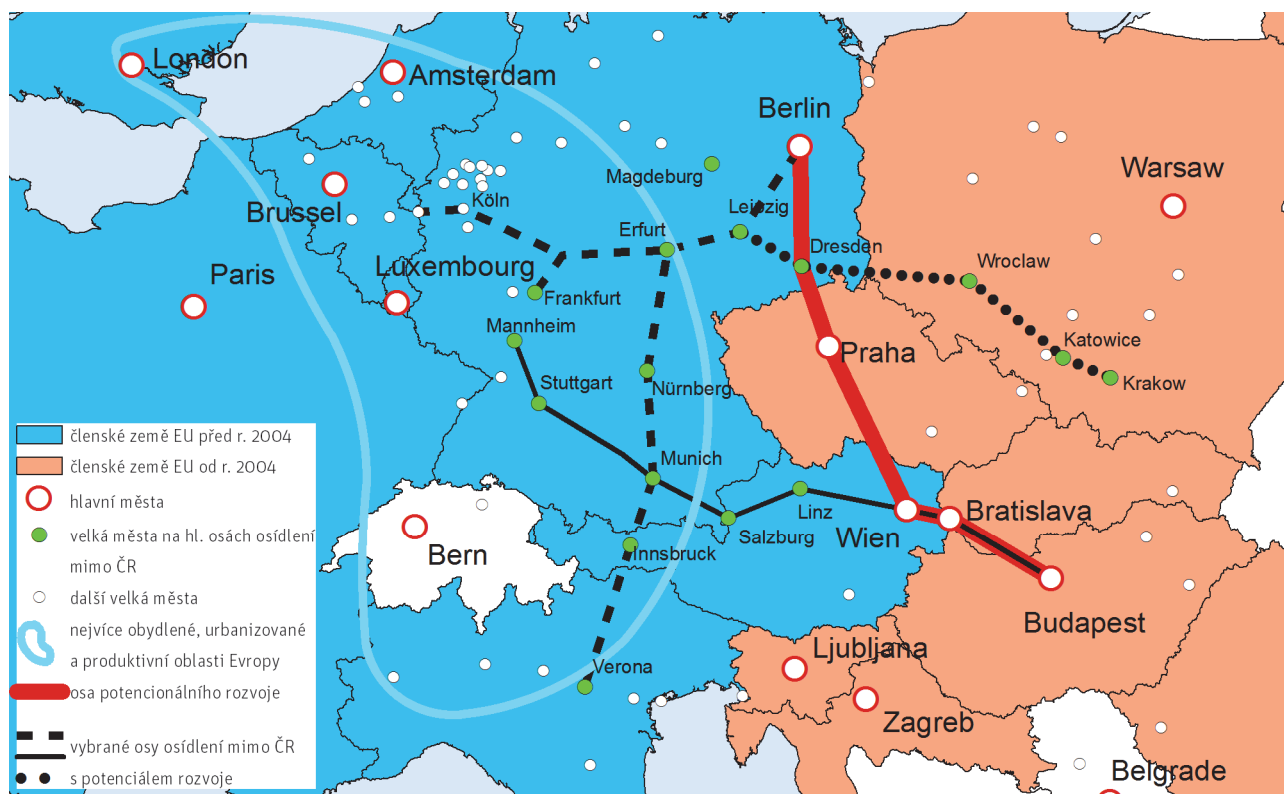 London
Amsterdam
Berlin
Magdeburg
Warsaw
Köln
Brussel
Leipzig
Erfurt
Dresden
Wroclaw
Luxembourg
Paris
Frankfurt
Mannheim
Praha
Katowice
Krakow
Stuttgart
Nürnberg
Munich
Bratislava
Linz
Wien
Salzburg
Bern
Innsbruck
Budapest
Ljubljana
Verona
Zagreb
Belgrade
členské země EU před r. 2004
členské země EU od r. 2004
hlavní města
velká města na hl. osách osídlení
mimo ČR
další velká města
nejvíce obydlené, urbanizované
a produktivní oblasti Evropy
osa potencionálního rozvoje
vybrané osy osídlení mimo ČR
s potenciálem rozvoje